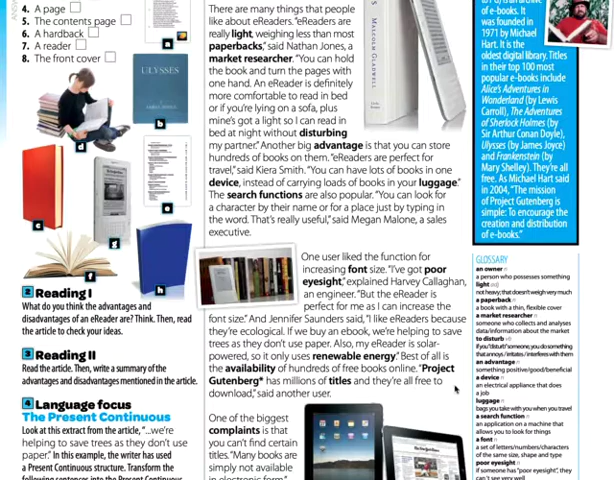 4. A page
5. The contents page
6. A hardback
7. A reader
8. The front cover
a
ULYSSES
b
d
c
e
g
f
h
2 Reading I
What do you think the advantages and
disadvantages of an eReader are? Think. Then, read
the article to check your ideas.
3 Reading II
Read the article. Then, write a summary of the
advantages and disadvantages mentioned in the article.
4 Language focus
The Present Continuous
Look at this extract from the article, "...we're
helping to save trees as they don't use
paper." In this example, the writer has used
a Present Continuous structure. Transform the
following sentences into the Present Continuous
There are many things that people
like about eReaders. "eReaders are
really light, weighing less than most
paperbacks," said Nathan Jones, a
market researcher. "You can hold
the book and turn the pages with
one hand. An eReader is definitely
more comfortable to read in bed
or if you're lying on a sofa, plus
mine's got a light so I can read in
bed at night without disturbing
my partner." Another big advantage is that you can store
hundreds of books on them. "eReaders are perfect for
travel," said Kiera Smith. "You can have lots of books in one
device, instead of carrying loads of books in your luggage."
The search functions are also popular. "You can look for
a character by their name or for a place just by typing in
the word. That's really useful," said Megan Malone, a sales
executive.
One user liked the function for
increasing font size. "I've got poor
eyesight," explained Harvey Callaghan,
an engineer. "But the eReader is
perfect for me as I can increase the
font size." And Jennifer Saunders said, "I like eReaders because
they're ecological. If we buy an ebook, we're helping to save
trees as they don't use paper. Also, my eReader is solar-
powered, so it only uses renewable energy." Best of all is
the availability of hundreds of free books online. "Project
Gutenberg* has millions of titles and they're all free to
download," said another user.
One of the biggest
complaints is that
you can't find certain
titles. "Many books are
simply not available
in electronic form,"
MALCOLM GLADWELL
of e-books. It
was founded in
1971 by Michael
Hart. It is the
oldest digital library. Titles
in their top 100 most
popular e-books include
Alice's Adventures in
Wonderland (by Lewis
Carroll), The Adventures
of Sherlock Holmes (by
Sir Arthur Conan Doyle),
Ulysses (by James Joyce)
and Frankenstein (by
Mary Shelley). They're all
free. As Michael Hart said
in 2004, "The mission
of Project Gutenberg is
simple: To encourage the
creation and distribution
of e-books."
GLOSSARY
an owner n
a person who possesses something
light adj
not heavy; that doesn't weigh very much
a paperback n
a book with a thin, flexible cover
a market researcher n
someone who collects and analyses
data/information about the market
to disturb vb
if you "disturb" someone, you do something
that annoys / irritates / interferes with them
an advantage n
something positive/good/beneficial
a device n
an electrical appliance that does
a job
luggage n
bags you take with you when you travel
a search function n
an application on a machine that
allows you to look for things
a font n
a set of letters/numbers/characters
of the same size, shape and type
poor eyesight n
if someone has "poor eyesight", they
can't see very well